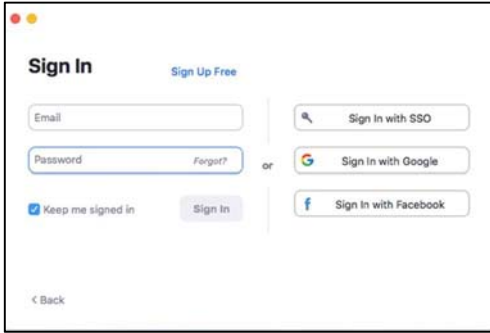 Sign In
Sign Up Free
Email
Password Forgot?
Keep me signed in
Sign In
or
Sign In with SSO
Sign In with Google
Sign In with Facebook
< Back